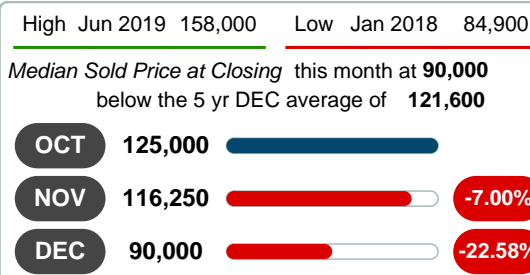 High Jun 2019 158,000 Low Jan 2018 84,900
Median Sold Price at Closing this month at 90,000
below the 5 yr DEC average of 121,600
OCT 125,000
NOV 116,250 -7.00%
DEC 90,000 -22.58%